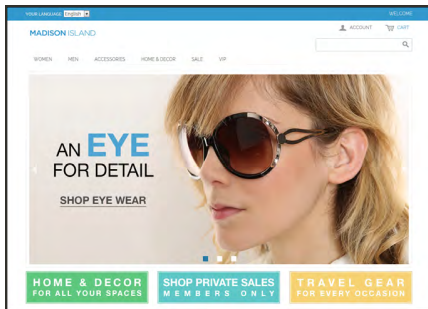 YOUR LANGUAGE: English
WELCOME
MADISON ISLAND
ACCOUNT
CART
WOMEN MEN ACCESSORIES HOME & DECOR SALE VIP
AN EYE
FOR DETAIL
SHOP EYE WEAR
HOME & DECOR
FOR ALL YOUR SPACES
SHOP PRIVATE SALES
MEMBERS ONLY
TRAVEL GEAR
FOR EVERY OCCASION